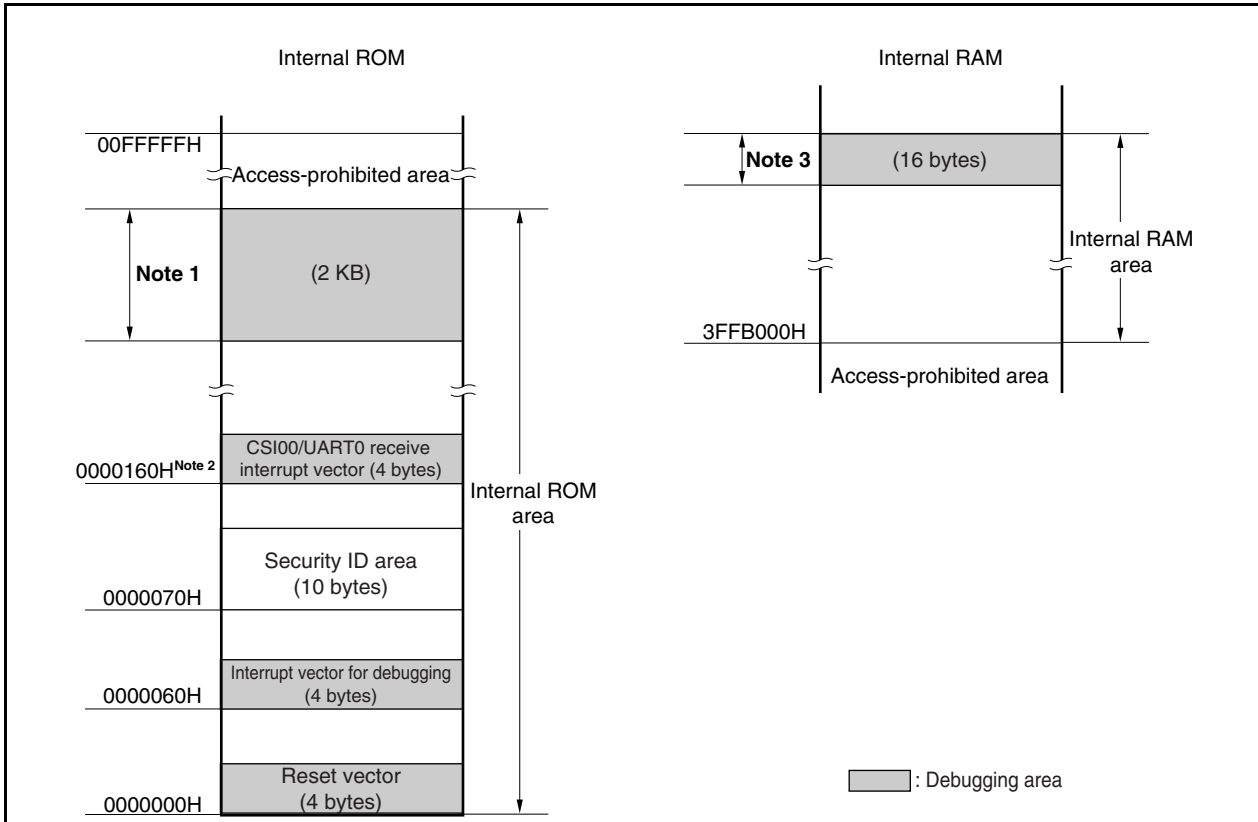 Internal ROM
00FFFFFH
Access-prohibited area
Note 1
(2 KB)
CSI00/UART0 receive
interrupt vector (4 bytes)
0000160H Note 2
Internal ROM
area
Security ID area
(10 bytes)
0000070H
Interrupt vector for debugging
(4 bytes)
0000060H
Reset vector
(4 bytes)
0000000H
Internal RAM
Note 3
(16 bytes)
Internal RAM
area
3FFB000H
Access-prohibited area
: Debugging area